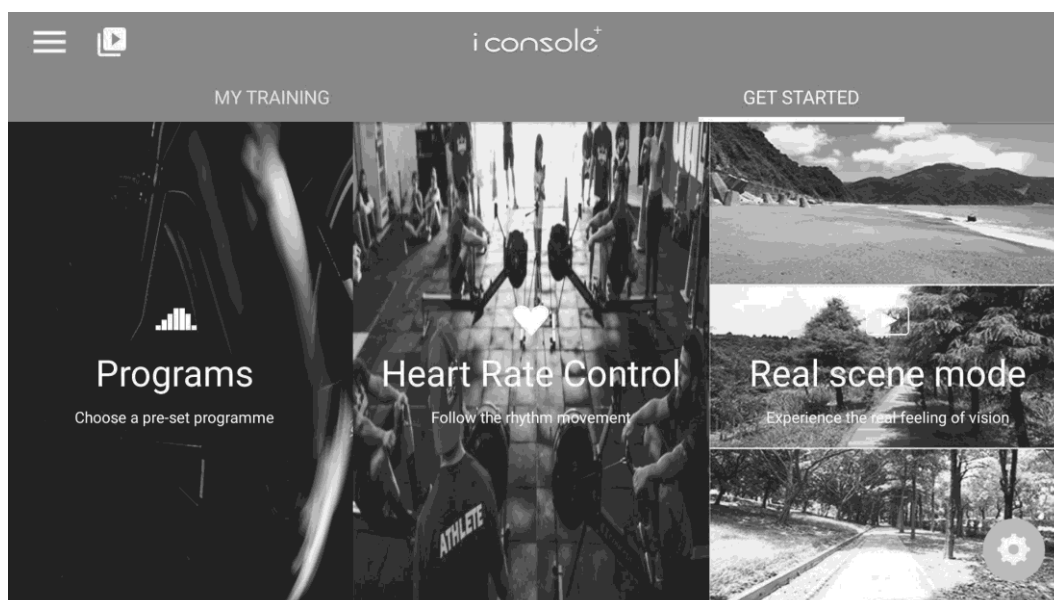 i console+
MY TRAINING
GET STARTED
Programs
Choose a pre-set programme
Heart Rate Control
Follow the rhythm movement
ATHLETE
Real scene mode
Experience the real feeling of vision